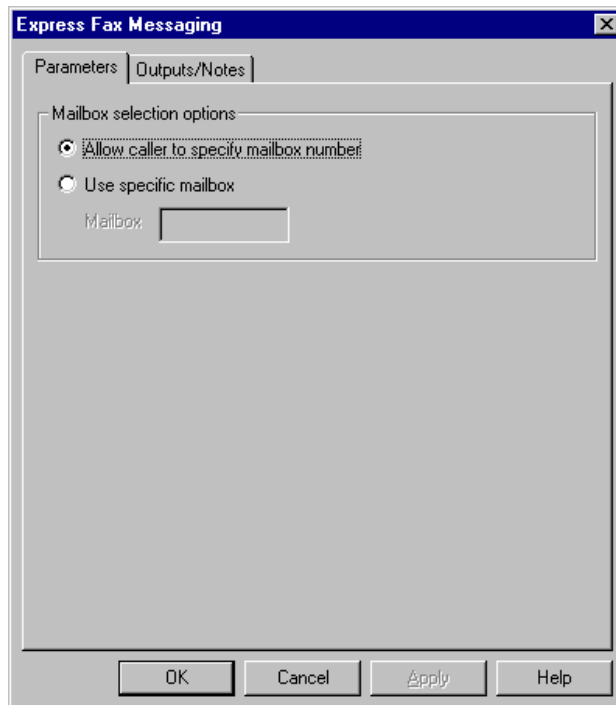 Express Fax Messaging
Parameters Outputs/Notes
Mailbox selection options
Allow caller to specify mailbox number
Use specific mailbox
Mailbox
OK Cancel Apply Help